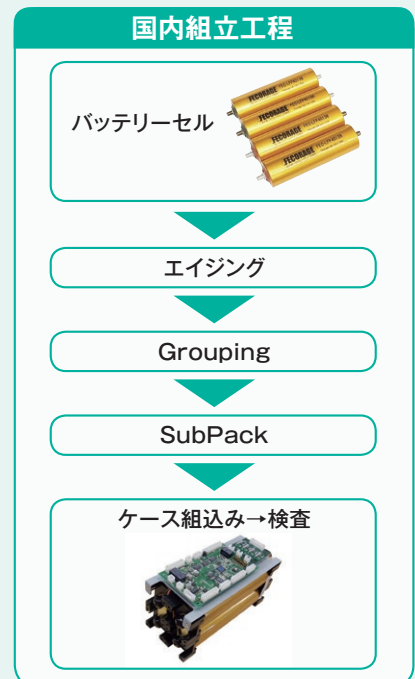 国内組立工程
バッテリーセル
エイジング
Grouping
SubPack
ケース組込み→検査